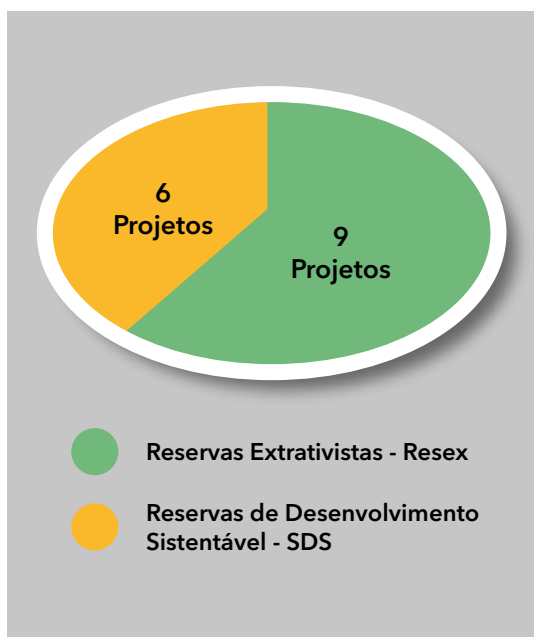 6
Projetos
9
Projetos
Reservas Extrativistas - Resex
Reservas de Desenvolvimento
Sistentável - SDS